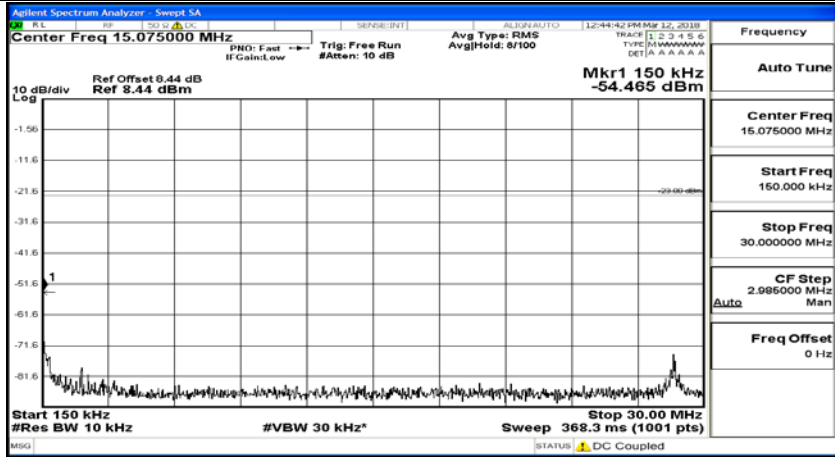 Agilent Spectrum Analyzer - Swept SA
RL RF 50 Ω DC SENSE:INT ALIGN AUTO 12:44:42 PM Mar 12, 2018
Center Freq 15.075000 MHz
PNO: Fast
IFGain:Low
Trig: Free Run
#Atten: 10 dB
Avg Type: RMS
Avg|Hold: 8/100
TRACE 1 2 3 4 5 6
TYPE M W W W W W
DET A A A A A A
Ref Offset 8.44 dB
10 dB/div Ref 8.44 dBm
Log
Mkr1 150 kHz
-54.465 dBm
-1.56
-11.6
-21.6
-23.00 dBm
-31.6
-41.6
-51.6
1
-61.6
-71.6
-81.6
Start 150 kHz Stop 30.00 MHz
#Res BW 10 kHz #VBW 30 kHz* Sweep 368.3 ms (1001 pts)
MSG STATUS DC Coupled
Frequency
Auto Tune
Center Freq
15.075000 MHz
Start Freq
150.000 kHz
Stop Freq
30.000000 MHz
CF Step
2.985000 MHz
Auto Man
Freq Offset
0 Hz